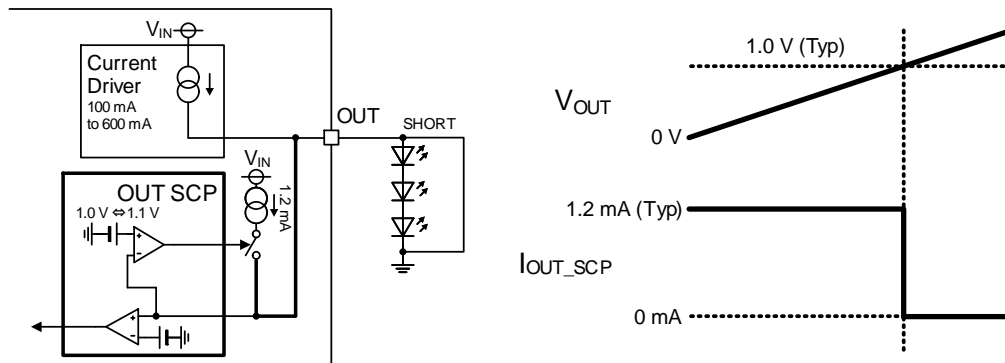 VIN
Current
Driver
100 mA
to 600 mA
OUT
SHORT
VIN
OUT SCP
1.0 V ⇔ 1.1 V
1.2 mA
+
-
+
-
1.0 V (Typ)
VOUT
0 V
1.2 mA (Typ)
IOUT_SCP
0 mA